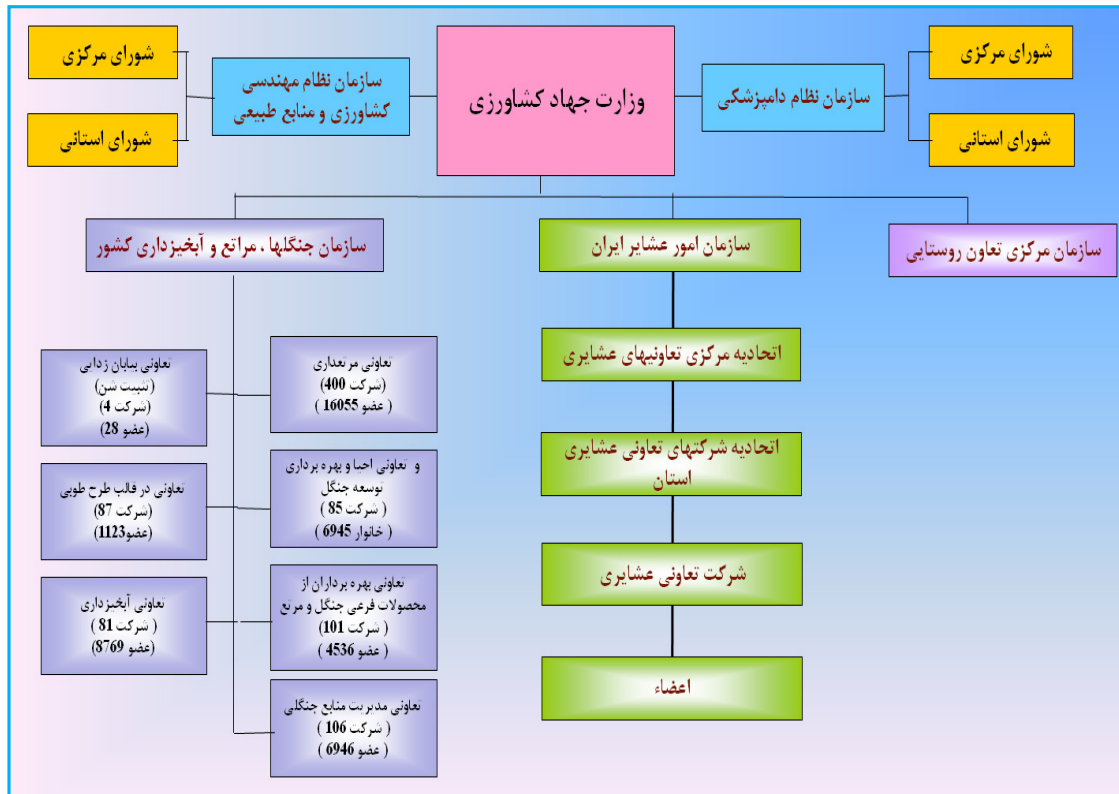 وزارت جهاد کشاورزی
سازمان نظام دامپزشکی
شورای مرکزی
شورای استانی
سازمان نظام مهندسی
کشاورزی و منابع طبیعی
شورای مرکزی
شورای استانی
سازمان مرکزی تعاون روستایی
سازمان امور عشایر ایران
سازمان جنگلها ، مراتع و آبخیزداری کشور
اتحادیه مرکزی تعاونیهای عشایری
اتحادیه شرکتهای تعاونی عشایری
استان
شرکت تعاونی عشایری
اعضاء
تعاونی مرتعداری
(400 شرکت)
( 16055 عضو )
تعاونی بیابان زدایی
(تثبیت شن)
(4 شرکت)
(28 عضو)
و تعاونی احیا و بهره برداری
توسعه جنگل
( 85 شرکت )
( 6945 خانوار )
تعاونی در قالب طرح طوبی
(87 شرکت)
(1123عضو)
تعاونی بهره برداران از
محصولات فرعی جنگل و مرتع
(101 شرکت )
( 4536 عضو )
تعاونی آبخیزداری
( 81 شرکت )
(8769 عضو)
تعاونی مدیریت منابع جنگلی
( 106 شرکت )
( 6946 عضو )